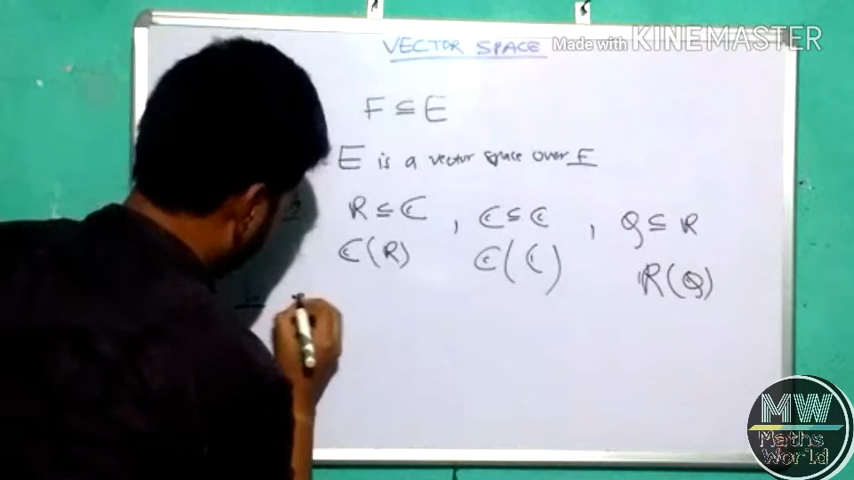 VECTOR SPACE
Made with KINEMASTER
F ⊆ E
E is a vector space over F
R ⊆ ℂ , ℂ ⊆ ℂ , Q ⊆ R
ℂ(R) ℂ(ℂ) R(Q)
MW
Maths
World